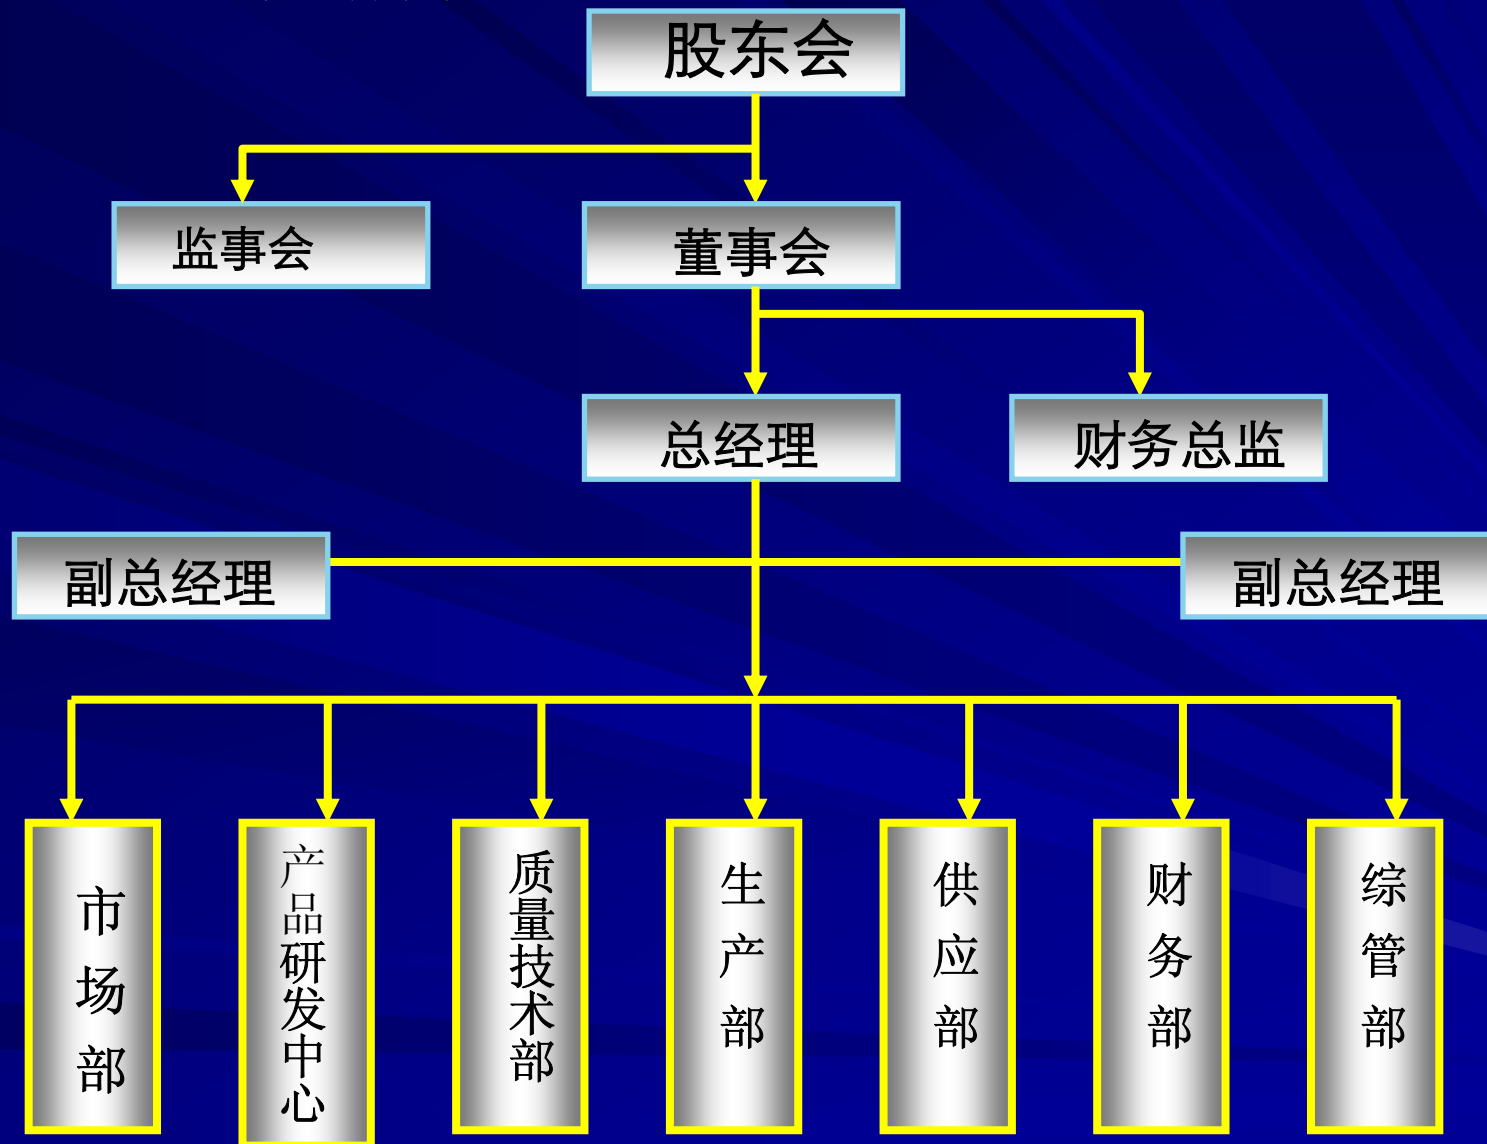 股东会
监事会
董事会
总经理
财务总监
副总经理
副总经理
市场部
产品研发中心
质量技术部
生产部
供应部
财务部
综管部